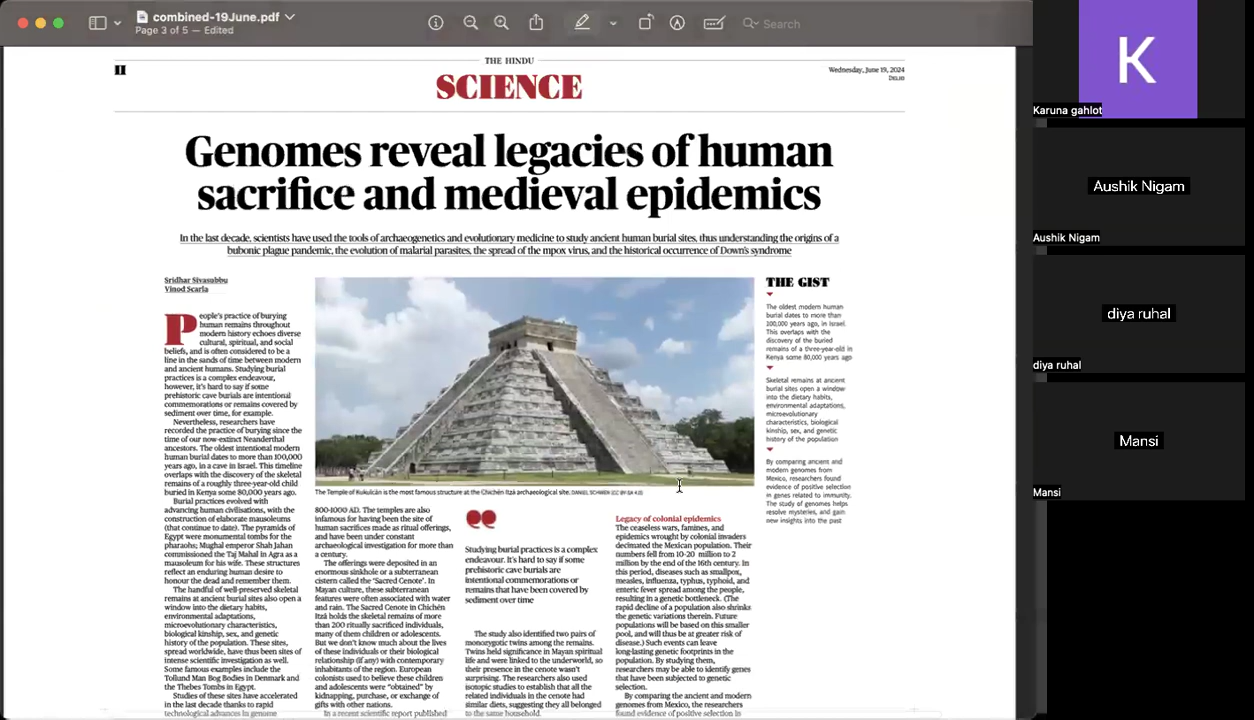 combined-19June.pdf
Page 3 of 5 — Edited
Search
II
THE HINDU
SCIENCE
Wednesday, June 19, 2024
DELHI
Genomes reveal legacies of human
sacrifice and medieval epidemics
In the last decade, scientists have used the tools of archaeogenetics and evolutionary medicine to study ancient human burial sites, thus understanding the origins of a
bubonic plague pandemic, the evolution of malarial parasites, the spread of the mpox virus, and the historical occurrence of Down's syndrome
Sridhar Sivasubbu
Vinod Scaria
People's practice of burying
human remains throughout
modern history echoes diverse
cultural, spiritual, and social
beliefs, and is often considered to be a
line in the sands of time between modern
and ancient humans. Studying burial
practices is a complex endeavour,
however, it's hard to say if some
prehistoric cave burials are intentional
commemorations or remains covered by
sediment over time, for example.
Nevertheless, researchers have
recorded the practice of burying since the
time of our now-extinct Neanderthal
ancestors. The oldest intentional modern
human burial dates to more than 100,000
years ago, in a cave in Israel. This timeline
overlaps with the discovery of the skeletal
remains of a roughly three-year-old child
buried in Kenya some 80,000 years ago.
Burial practices evolved with
advancing human civilisations, with the
construction of elaborate mausoleums
(that continue to date). The pyramids of
Egypt were monumental tombs for the
pharaohs; Mughal emperor Shah Jahan
commissioned the Taj Mahal in Agra as a
mausoleum for his wife. These structures
reflect an enduring human desire to
honour the dead and remember them.
The handful of well-preserved skeletal
remains at ancient burial sites also open a
window into the dietary habits,
environmental adaptations,
microevolutionary characteristics,
biological kinship, sex, and genetic
history of the population. These sites,
spread worldwide, have thus been sites of
intense scientific investigation as well.
Some famous examples include the
Tollund Man Bog Bodies in Denmark and
the Thebes Tombs in Egypt.
Studies of these sites have accelerated
in the last decade thanks to rapid
technological advances in genome
The Temple of Kukulcán is the most famous structure at the Chichén Itzá archaeological site. DANIEL SCHWEN (CC BY-SA 4.0)
800-1000 AD. The temples are also
infamous for having been the site of
human sacrifices made as ritual offerings,
and have been under constant
archaeological investigation for more than
a century.
The offerings were deposited in an
enormous sinkhole or a subterranean
cistern called the 'Sacred Cenote'. In
Mayan culture, these subterranean
features were often associated with water
and rain. The Sacred Cenote in Chichén
Itzá holds the skeletal remains of more
than 200 ritually sacrificed individuals,
many of them children or adolescents.
But we don't know much about the lives
of these individuals or their biological
relationship (if any) with contemporary
inhabitants of the region. European
colonists used to believe these children
and adolescents were "obtained" by
kidnapping, purchase, or exchange of
gifts with other nations.
In a recent scientific report published
Studying burial practices is a complex
endeavour. It's hard to say if some
prehistoric cave burials are
intentional commemorations or
remains that have been covered by
sediment over time
The study also identified two pairs of
monozygotic twins among the remains.
Twins held significance in Mayan spiritual
life and were linked to the underworld, so
their presence in the cenote wasn't
surprising. The researchers also used
isotopic studies to establish that all the
related individuals in the cenote had
similar diets, suggesting they all belonged
to the same household.
Legacy of colonial epidemics
The ceaseless wars, famines, and
epidemics wrought by colonial invaders
decimated the Mexican population. Their
numbers fell from 10-20 million to 2
million by the end of the 16th century. In
this period, diseases such as smallpox,
measles, influenza, typhus, typhoid, and
enteric fever spread among the people,
resulting in a genetic bottleneck. (The
rapid decline of a population also shrinks
the genetic variations therein. Future
populations will be based on this smaller
pool, and will thus be at greater risk of
disease.) Such events can leave
long-lasting genetic footprints in the
population. By studying them,
researchers may be able to identify genes
that have been subjected to genetic
selection.
By comparing the ancient and modern
genomes from Mexico, the researchers
found evidence of positive selection in
THE GIST
The oldest modern human
burial dates to more than
100,000 years ago, in Israel.
This overlaps with the
discovery of the buried
remains of a three-year-old in
Kenya some 80,000 years ago
Skeletal remains at ancient
burial sites open a window
into the dietary habits,
environmental adaptations,
microevolutionary
characteristics, biological
kinship, sex, and genetic
history of the population
By comparing ancient and
modern genomes from
Mexico, researchers found
evidence of positive selection
in genes related to immunity.
The study of genomes helps
resolve mysteries, and gain
new insights into the past
K
Karuna gahlot
Aushik Nigam
Aushik Nigam
diya ruhal
diya ruhal
Mansi
Mansi